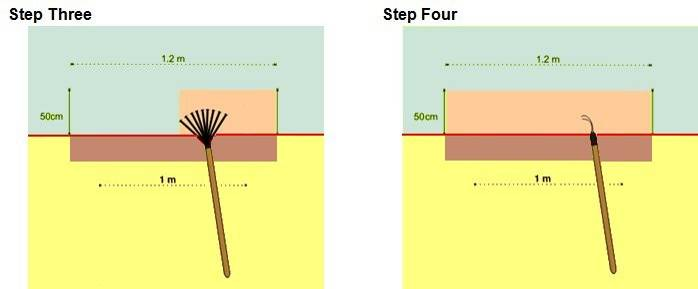 Step Three
1.2 m
50cm
1 m
Step Four
1.2 m
50cm
1 m